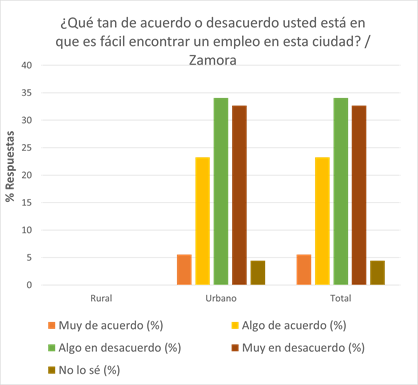 ¿Qué tan de acuerdo o desacuerdo usted está en
que es fácil encontrar un empleo en esta ciudad? /
Zamora
% Respuestas
40
35
30
25
20
15
10
5
0
Rural Urbano Total
Muy de acuerdo (%) Algo de acuerdo (%)
Algo en desacuerdo (%) Muy en desacuerdo (%)
No lo sé (%)